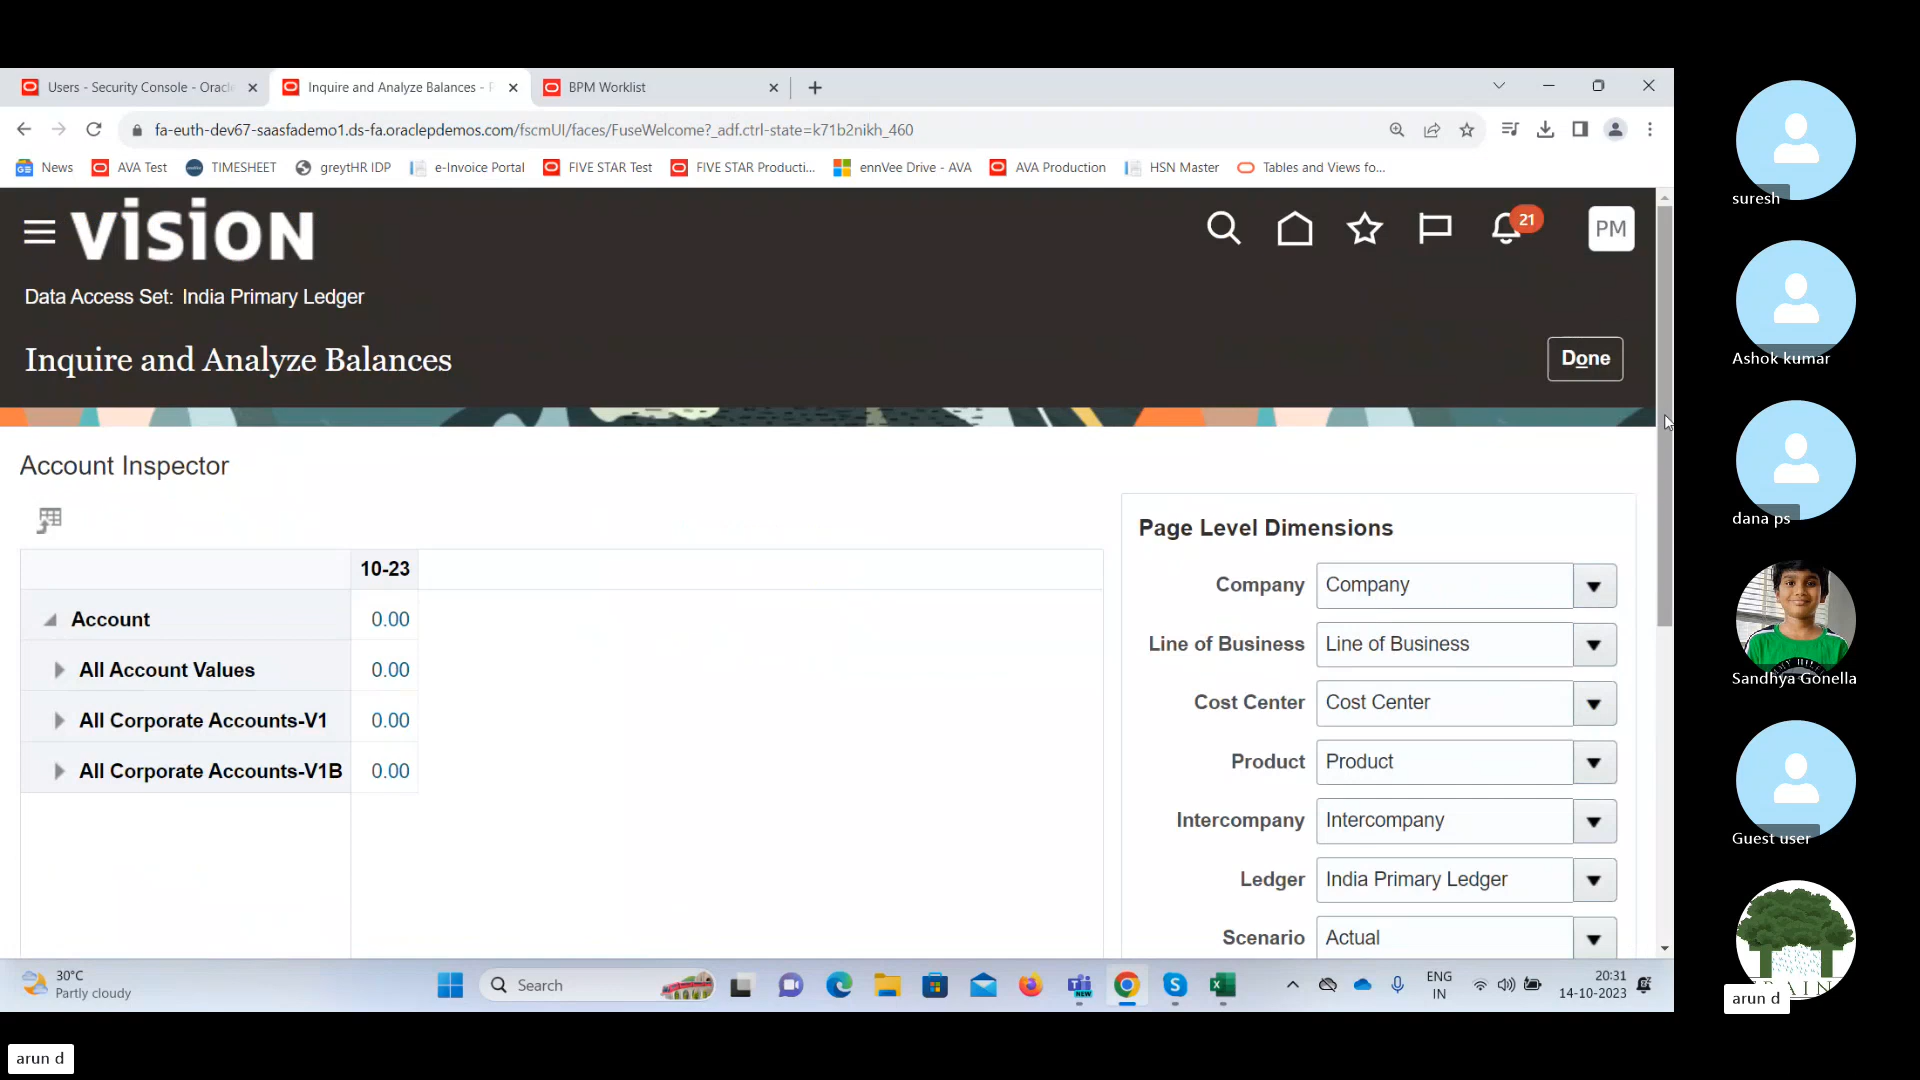 Users - Security Console - Oracl
Inquire and Analyze Balances - F
BPM Worklist
fa-euth-dev67-saasfademo1.ds-fa.oraclepdemos.com/fscmUI/faces/FuseWelcome?_adf.ctrl-state=k71b2nikh_460
News
AVA Test
TIMESHEET
greytHR IDP
e-Invoice Portal
FIVE STAR Test
FIVE STAR Producti...
ennVee Drive - AVA
AVA Production
HSN Master
Tables and Views fo...
VISION
21
PM
Data Access Set: India Primary Ledger
Inquire and Analyze Balances
Done
Account Inspector
10-23
Account 0.00
All Account Values 0.00
All Corporate Accounts-V1 0.00
All Corporate Accounts-V1B 0.00
Page Level Dimensions
Company Company
Line of Business Line of Business
Cost Center Cost Center
Product Product
Intercompany Intercompany
Ledger India Primary Ledger
Scenario Actual
30°C
Partly cloudy
Search
NEW
ENG
IN
20:31
14-10-2023
suresh
Ashok kumar
dana ps
Sandhya Gonella
Guest user
arun d
arun d